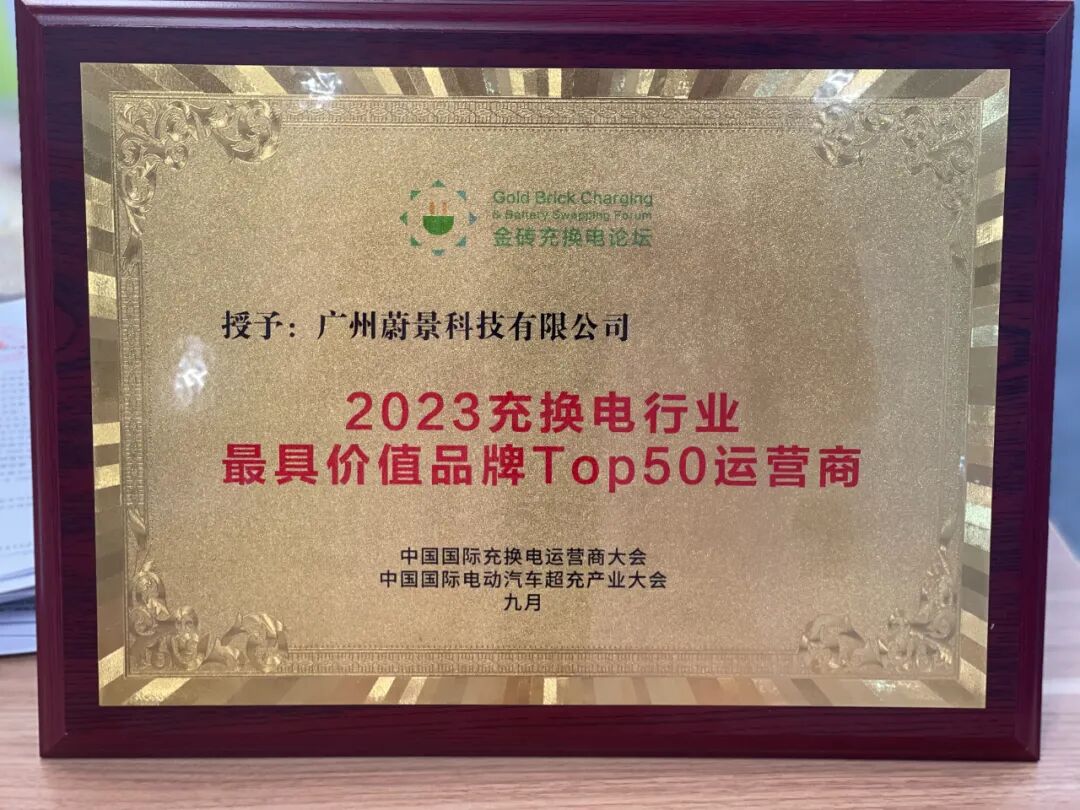 Gold Brick Charging
& Battery Swapping Forum
金砖充换电论坛
授予：广州蔚景科技有限公司
2023充换电行业
最具价值品牌Top50运营商
中国国际充换电运营商大会
中国国际电动汽车超充产业大会
九月